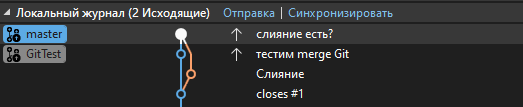 Локальный журнал (2 Исходящие) Отправка | Синхронизировать
master слияние есть?
GitTest тестим merge Git
Слияние
closes #1